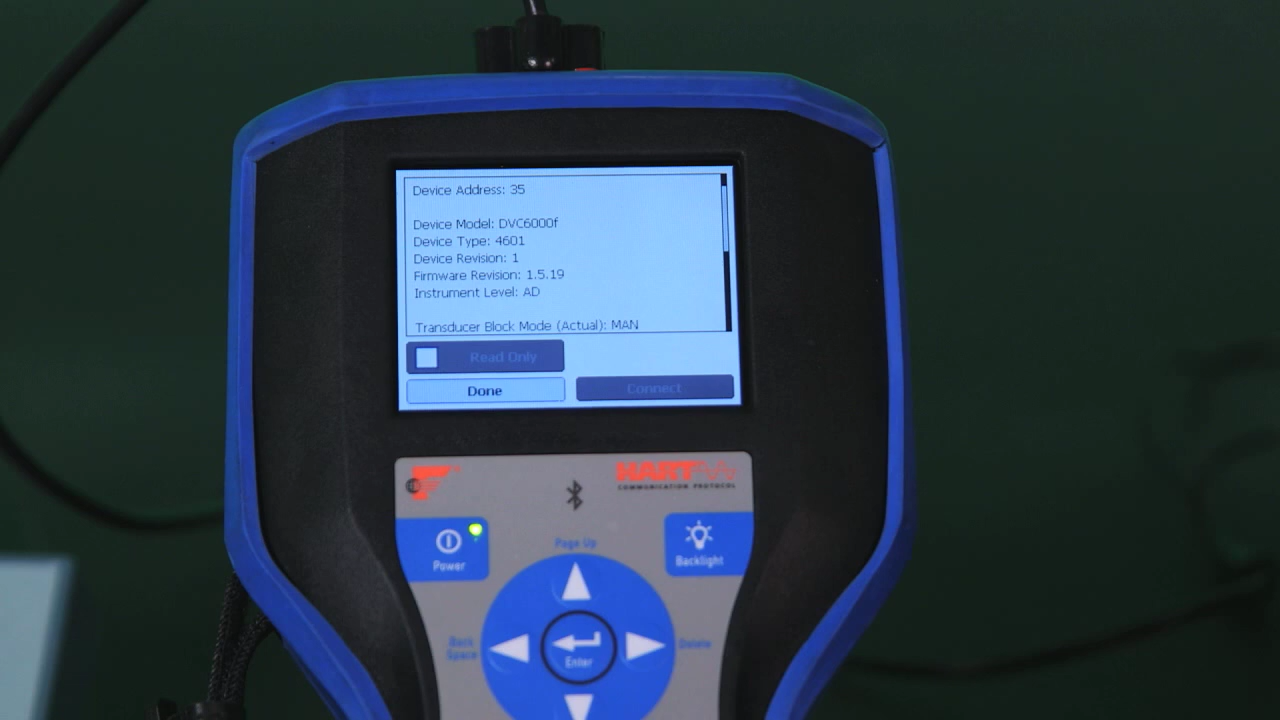 Device Address: 35
Device Model: DVC6000f
Device Type: 4601
Device Revision: 1
Firmware Revision: 1.5.19
Instrument Level: AD
Transducer Block Mode (Actual): MAN
Read Only
Done
Connect
HART
COMMUNICATION PROTOCOL
Power
Page Up
Backlight
Back Space
Enter
Delete